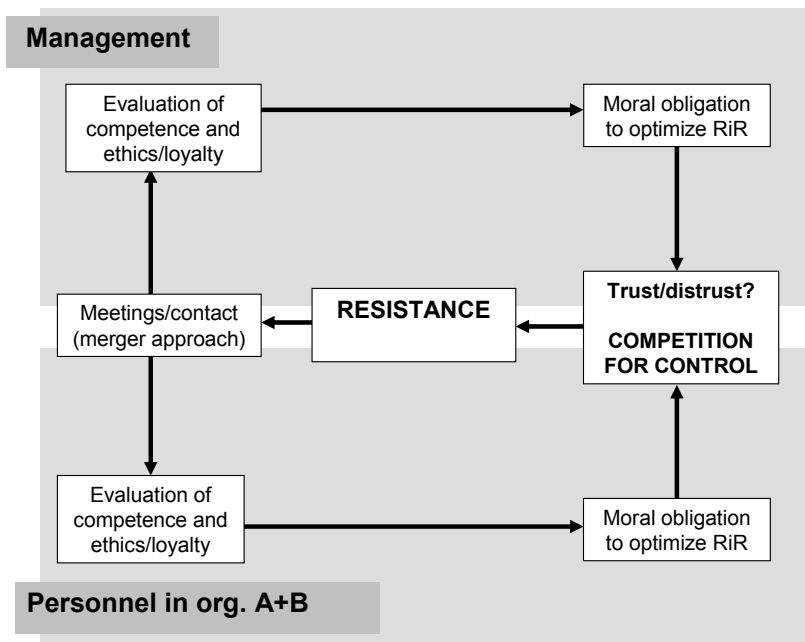 Management
Evaluation of
competence and
ethics/loyalty
Moral obligation
to optimize RiR
Meetings/contact
(merger approach)
RESISTANCE
Trust/distrust?
COMPETITION
FOR CONTROL
Evaluation of
competence and
ethics/loyalty
Moral obligation
to optimize RiR
Personnel in org. A+B